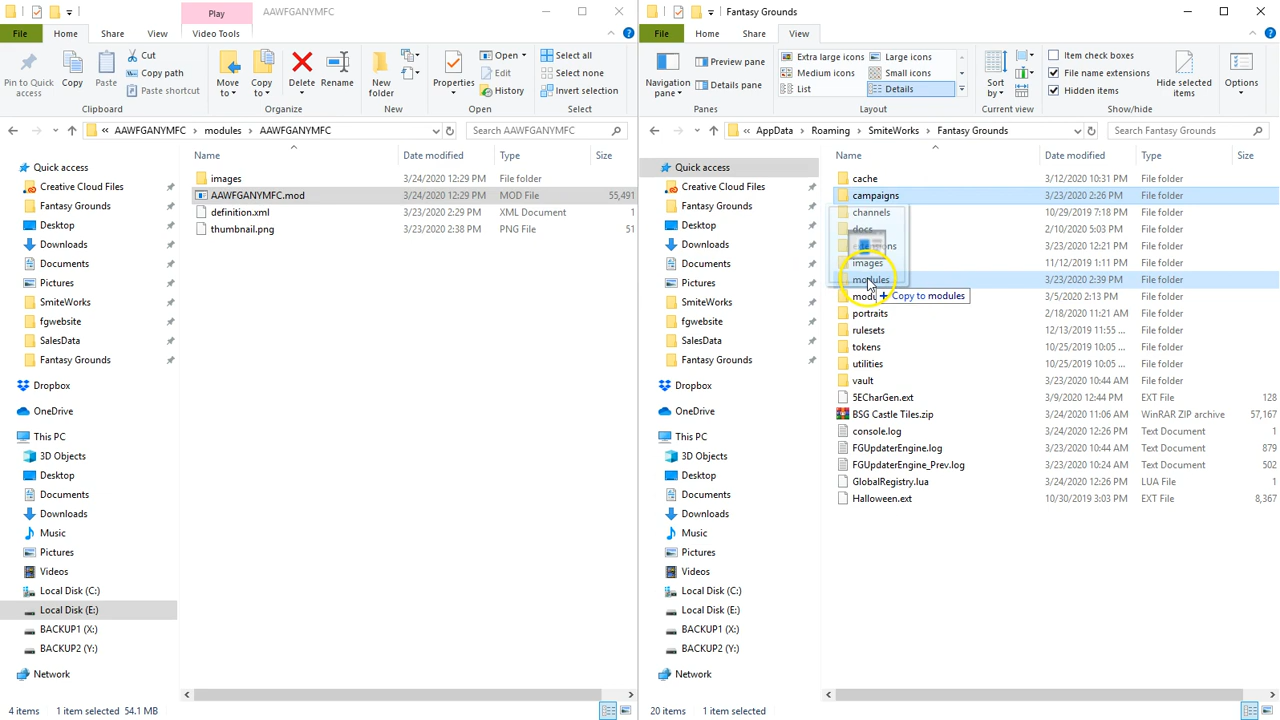 Play
AAWFGANYMFC
File
Home
Share
View
Video Tools
Pin to Quick access
Copy
Paste
Cut
Copy path
Paste shortcut
Clipboard
Move to
Copy to
Delete
Rename
Organize
New folder
New
Properties
Open
Edit
History
Open
Select all
Select none
Invert selection
Select
« AAWFGANYMFC > modules > AAWFGANYMFC
Search AAWFGANYMFC
Quick access
Creative Cloud Files
Fantasy Grounds
Desktop
Downloads
Documents
Pictures
SmiteWorks
fgwebsite
SalesData
Fantasy Grounds
Dropbox
OneDrive
This PC
3D Objects
Desktop
Documents
Downloads
Music
Pictures
Videos
Local Disk (C:)
Local Disk (E:)
BACKUP1 (X:)
BACKUP2 (Y:)
Network
Name Date modified Type Size
images 3/24/2020 12:29 PM File folder
AAWFGANYMFC.mod 3/24/2020 12:29 PM MOD File 55,491
definition.xml 3/23/2020 2:29 PM XML Document 1
thumbnail.png 3/23/2020 2:38 PM PNG File 51
4 items 1 item selected 54.1 MB
Fantasy Grounds
File
Home
Share
View
Navigation pane
Preview pane
Details pane
Panes
Extra large icons
Large icons
Medium icons
Small icons
List
Details
Layout
Sort by
Current view
Item check boxes
File name extensions
Hidden items
Hide selected items
Show/hide
Options
« AppData > Roaming > SmiteWorks > Fantasy Grounds
Search Fantasy Grounds
Quick access
Creative Cloud Files
Fantasy Grounds
Desktop
Downloads
Documents
Pictures
SmiteWorks
fgwebsite
SalesData
Fantasy Grounds
Dropbox
OneDrive
This PC
3D Objects
Desktop
Documents
Downloads
Music
Pictures
Videos
Local Disk (C:)
Local Disk (E:)
BACKUP1 (X:)
BACKUP2 (Y:)
Network
Name Date modified Type Size
cache 3/12/2020 10:31 PM File folder
campaigns 3/23/2020 2:26 PM File folder
channels 10/29/2019 7:18 PM File folder
docs 2/10/2020 5:03 PM File folder
extensions 3/23/2020 12:21 PM File folder
images 11/12/2019 1:11 PM File folder
modules 3/23/2020 2:39 PM File folder
modu 3/5/2020 2:13 PM File folder
Copy to modules
portraits 2/18/2020 11:21 AM File folder
rulesets 12/13/2019 11:55 ... File folder
tokens 10/25/2019 10:05 ... File folder
utilities 10/25/2019 10:05 ... File folder
vault 3/23/2020 10:44 AM File folder
5ECharGen.ext 3/9/2020 12:44 PM EXT File 128
BSG Castle Tiles.zip 3/24/2020 11:06 AM WinRAR ZIP archive 57,167
console.log 3/24/2020 12:26 PM Text Document 1
FGUpdaterEngine.log 3/23/2020 10:44 AM Text Document 879
FGUpdaterEngine_Prev.log 3/23/2020 10:24 AM Text Document 502
GlobalRegistry.lua 3/24/2020 12:26 PM LUA File 1
Halloween.ext 10/30/2019 3:03 PM EXT File 8,367
20 items 1 item selected